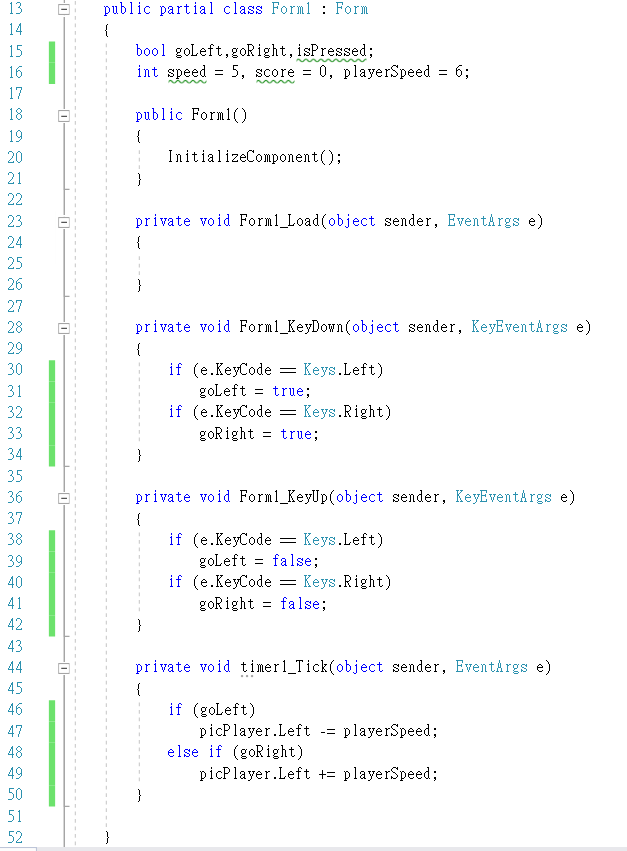 13 public partial class Form1 : Form
14 {
15 bool goLeft,goRight,isPressed;
16 int speed = 5, score = 0, playerSpeed = 6;
17
18 public Form1()
19 {
20 InitializeComponent();
21 }
22
23 private void Form1_Load(object sender, EventArgs e)
24 {
25
26 }
27
28 private void Form1_KeyDown(object sender, KeyEventArgs e)
29 {
30 if (e.KeyCode == Keys.Left)
31 goLeft = true;
32 if (e.KeyCode == Keys.Right)
33 goRight = true;
34 }
35
36 private void Form1_KeyUp(object sender, KeyEventArgs e)
37 {
38 if (e.KeyCode == Keys.Left)
39 goLeft = false;
40 if (e.KeyCode == Keys.Right)
41 goRight = false;
42 }
43
44 private void timer1_Tick(object sender, EventArgs e)
45 {
46 if (goLeft)
47 picPlayer.Left -= playerSpeed;
48 else if (goRight)
49 picPlayer.Left += playerSpeed;
50 }
51
52 }